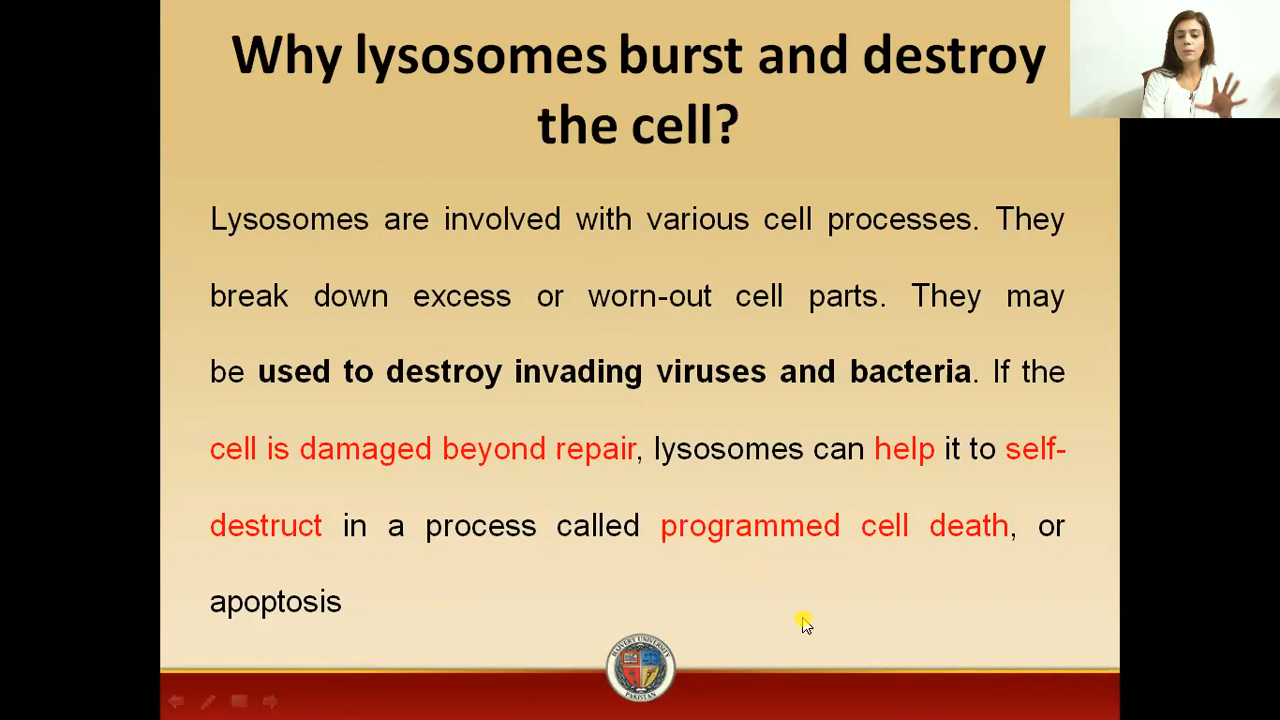 Why lysosomes burst and destroy
the cell?
Lysosomes are involved with various cell processes. They
break down excess or worn-out cell parts. They may
be used to destroy invading viruses and bacteria. If the
cell is damaged beyond repair, lysosomes can help it to self-
destruct in a process called programmed cell death, or
apoptosis
PAKISTAN